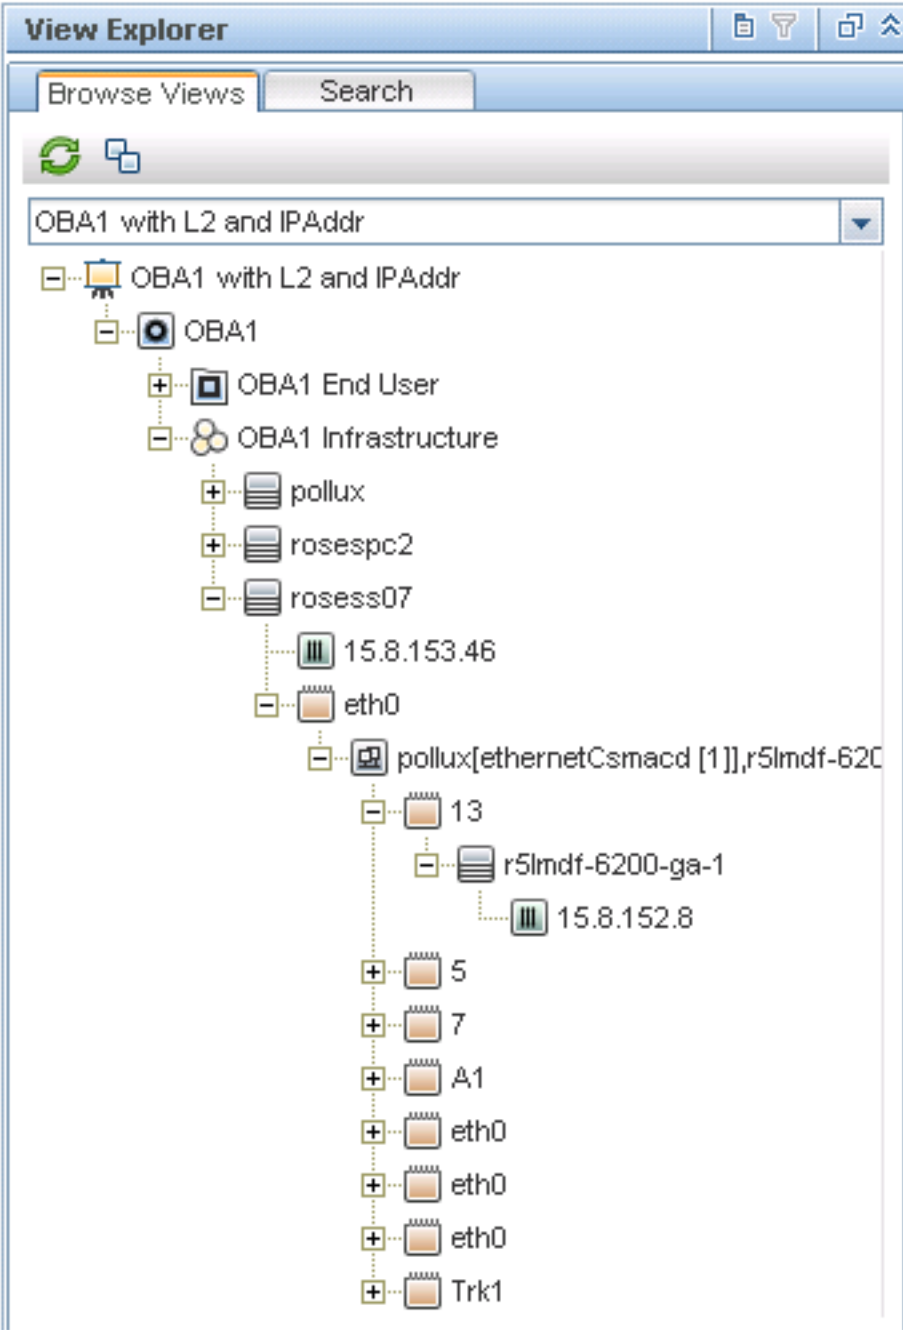 View Explorer
Browse Views Search
OBA1 with L2 and IPAddr
OBA1 with L2 and IPAddr
OBA1
OBA1 End User
OBA1 Infrastructure
pollux
rosespc2
rosess07
15.8.153.46
eth0
pollux[ethernetCsmacd [1]],r5lmdf-620
13
r5lmdf-6200-ga-1
15.8.152.8
5
7
A1
eth0
eth0
eth0
Trk1